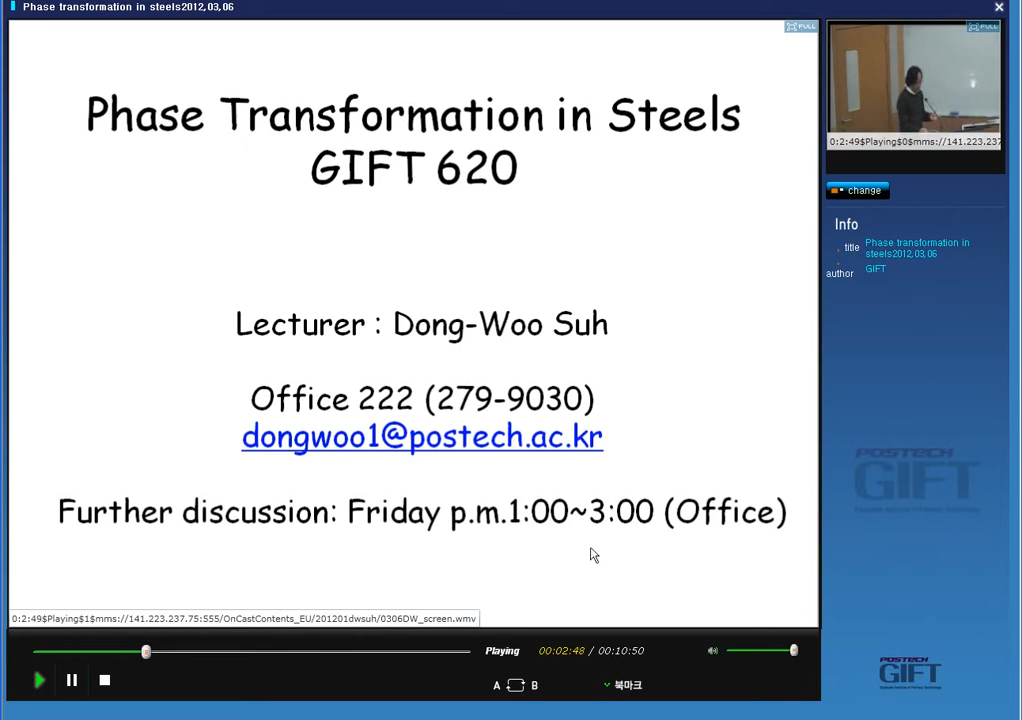 Phase transformation in steels2012,03,06
FULL
Phase Transformation in Steels
GIFT 620
Lecturer : Dong-Woo Suh
Office 222 (279-9030)
dongwoo1@postech.ac.kr
Further discussion: Friday p.m.1:00~3:00 (Office)
0:2:49$Playing$1$mms://141.223.237.75:555/OnCastContents_EU/201201dwsuh/0306DW_screen.wmv
Playing 00:02:48 / 00:10:50
A B
북마크
FULL
0:2:49$Playing$0$mms://141.223.237
change
Info
title Phase transformation in
steels2012,03,06
author GIFT
POSTECH
GIFT
POSTECH
GIFT